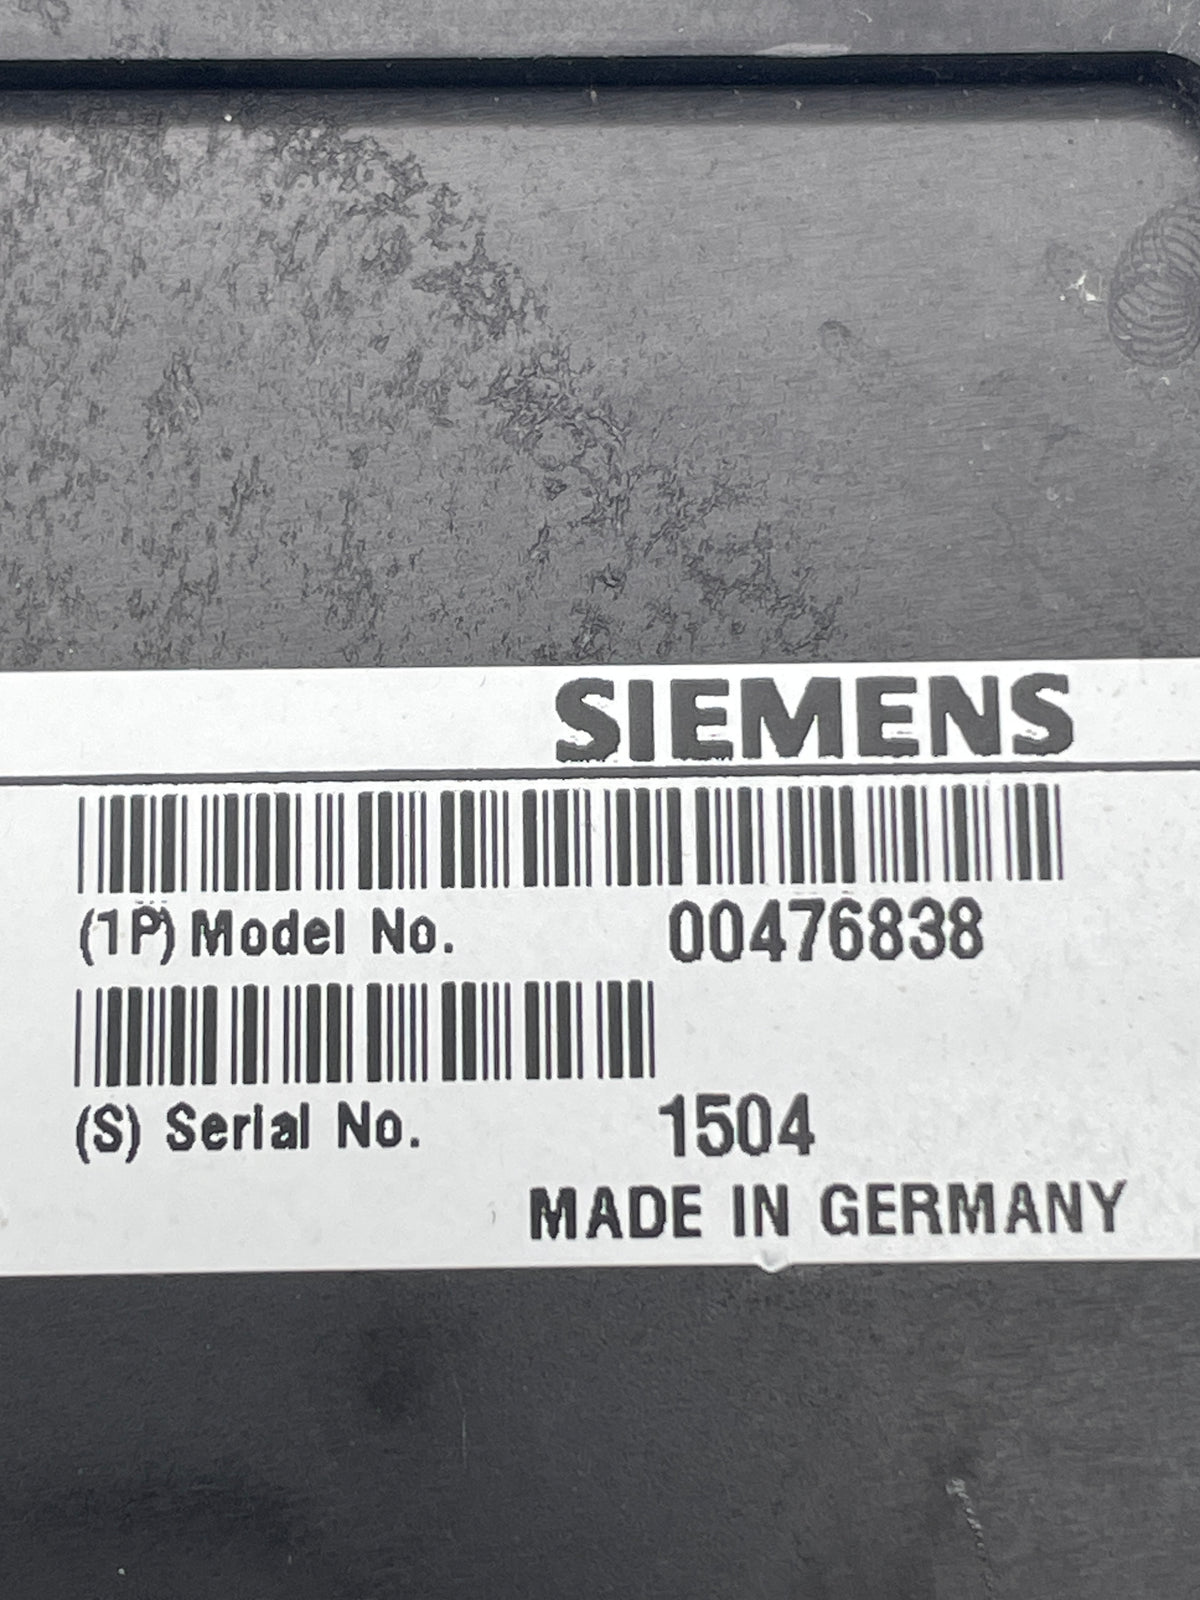 SIEMENS
(1P) Model No. 00476838
(S) Serial No. 1504
MADE IN GERMANY